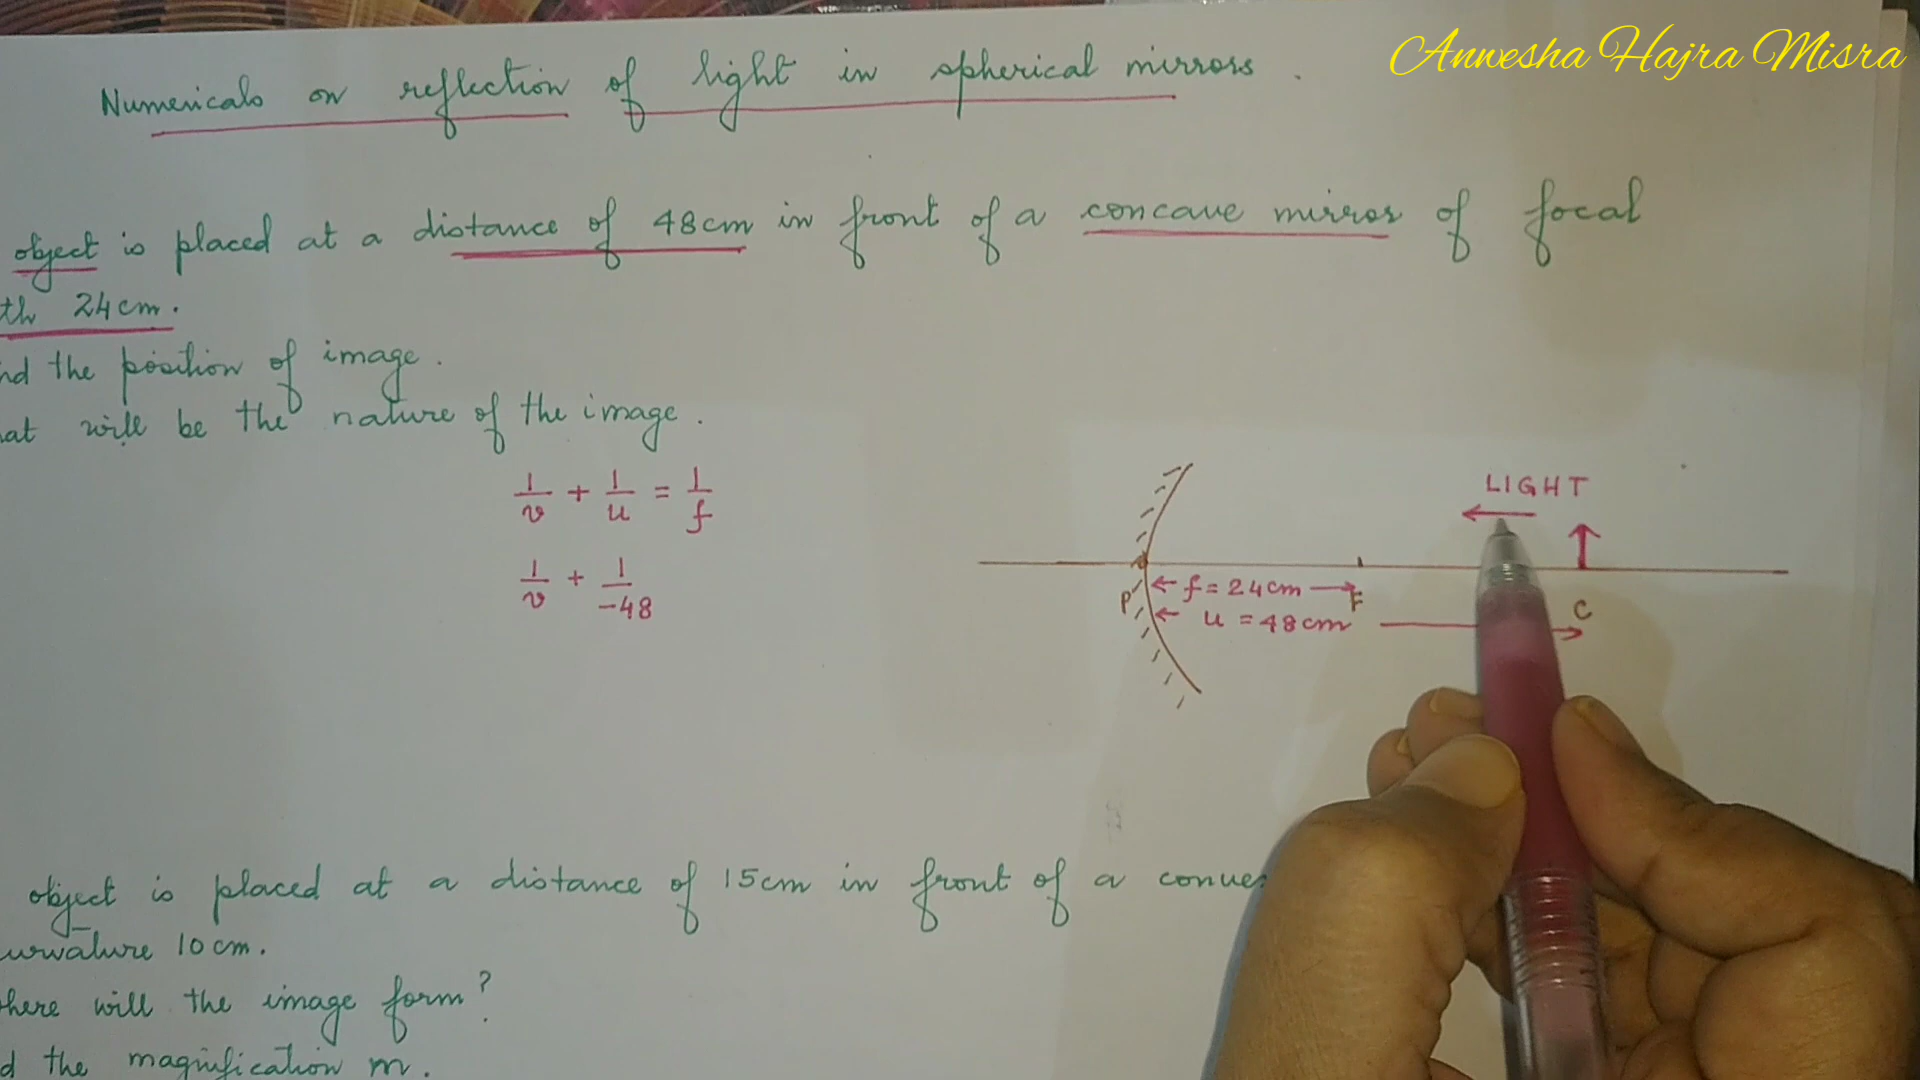 Anwesha Hajra Misra
Numericals on reflection of light in spherical mirrors.
object is placed at a distance of 48cm in front of a concave mirror of focal
th 24cm.
nd the position of image.
at will be the nature of the image.
1/v + 1/u = 1/f
1/v + 1/-48
LIGHT
P f = 24cm F
u = 48cm C
object is placed at a distance of 15cm in front of a conve
urvature 10cm.
here will the image form?
d the magnification m.